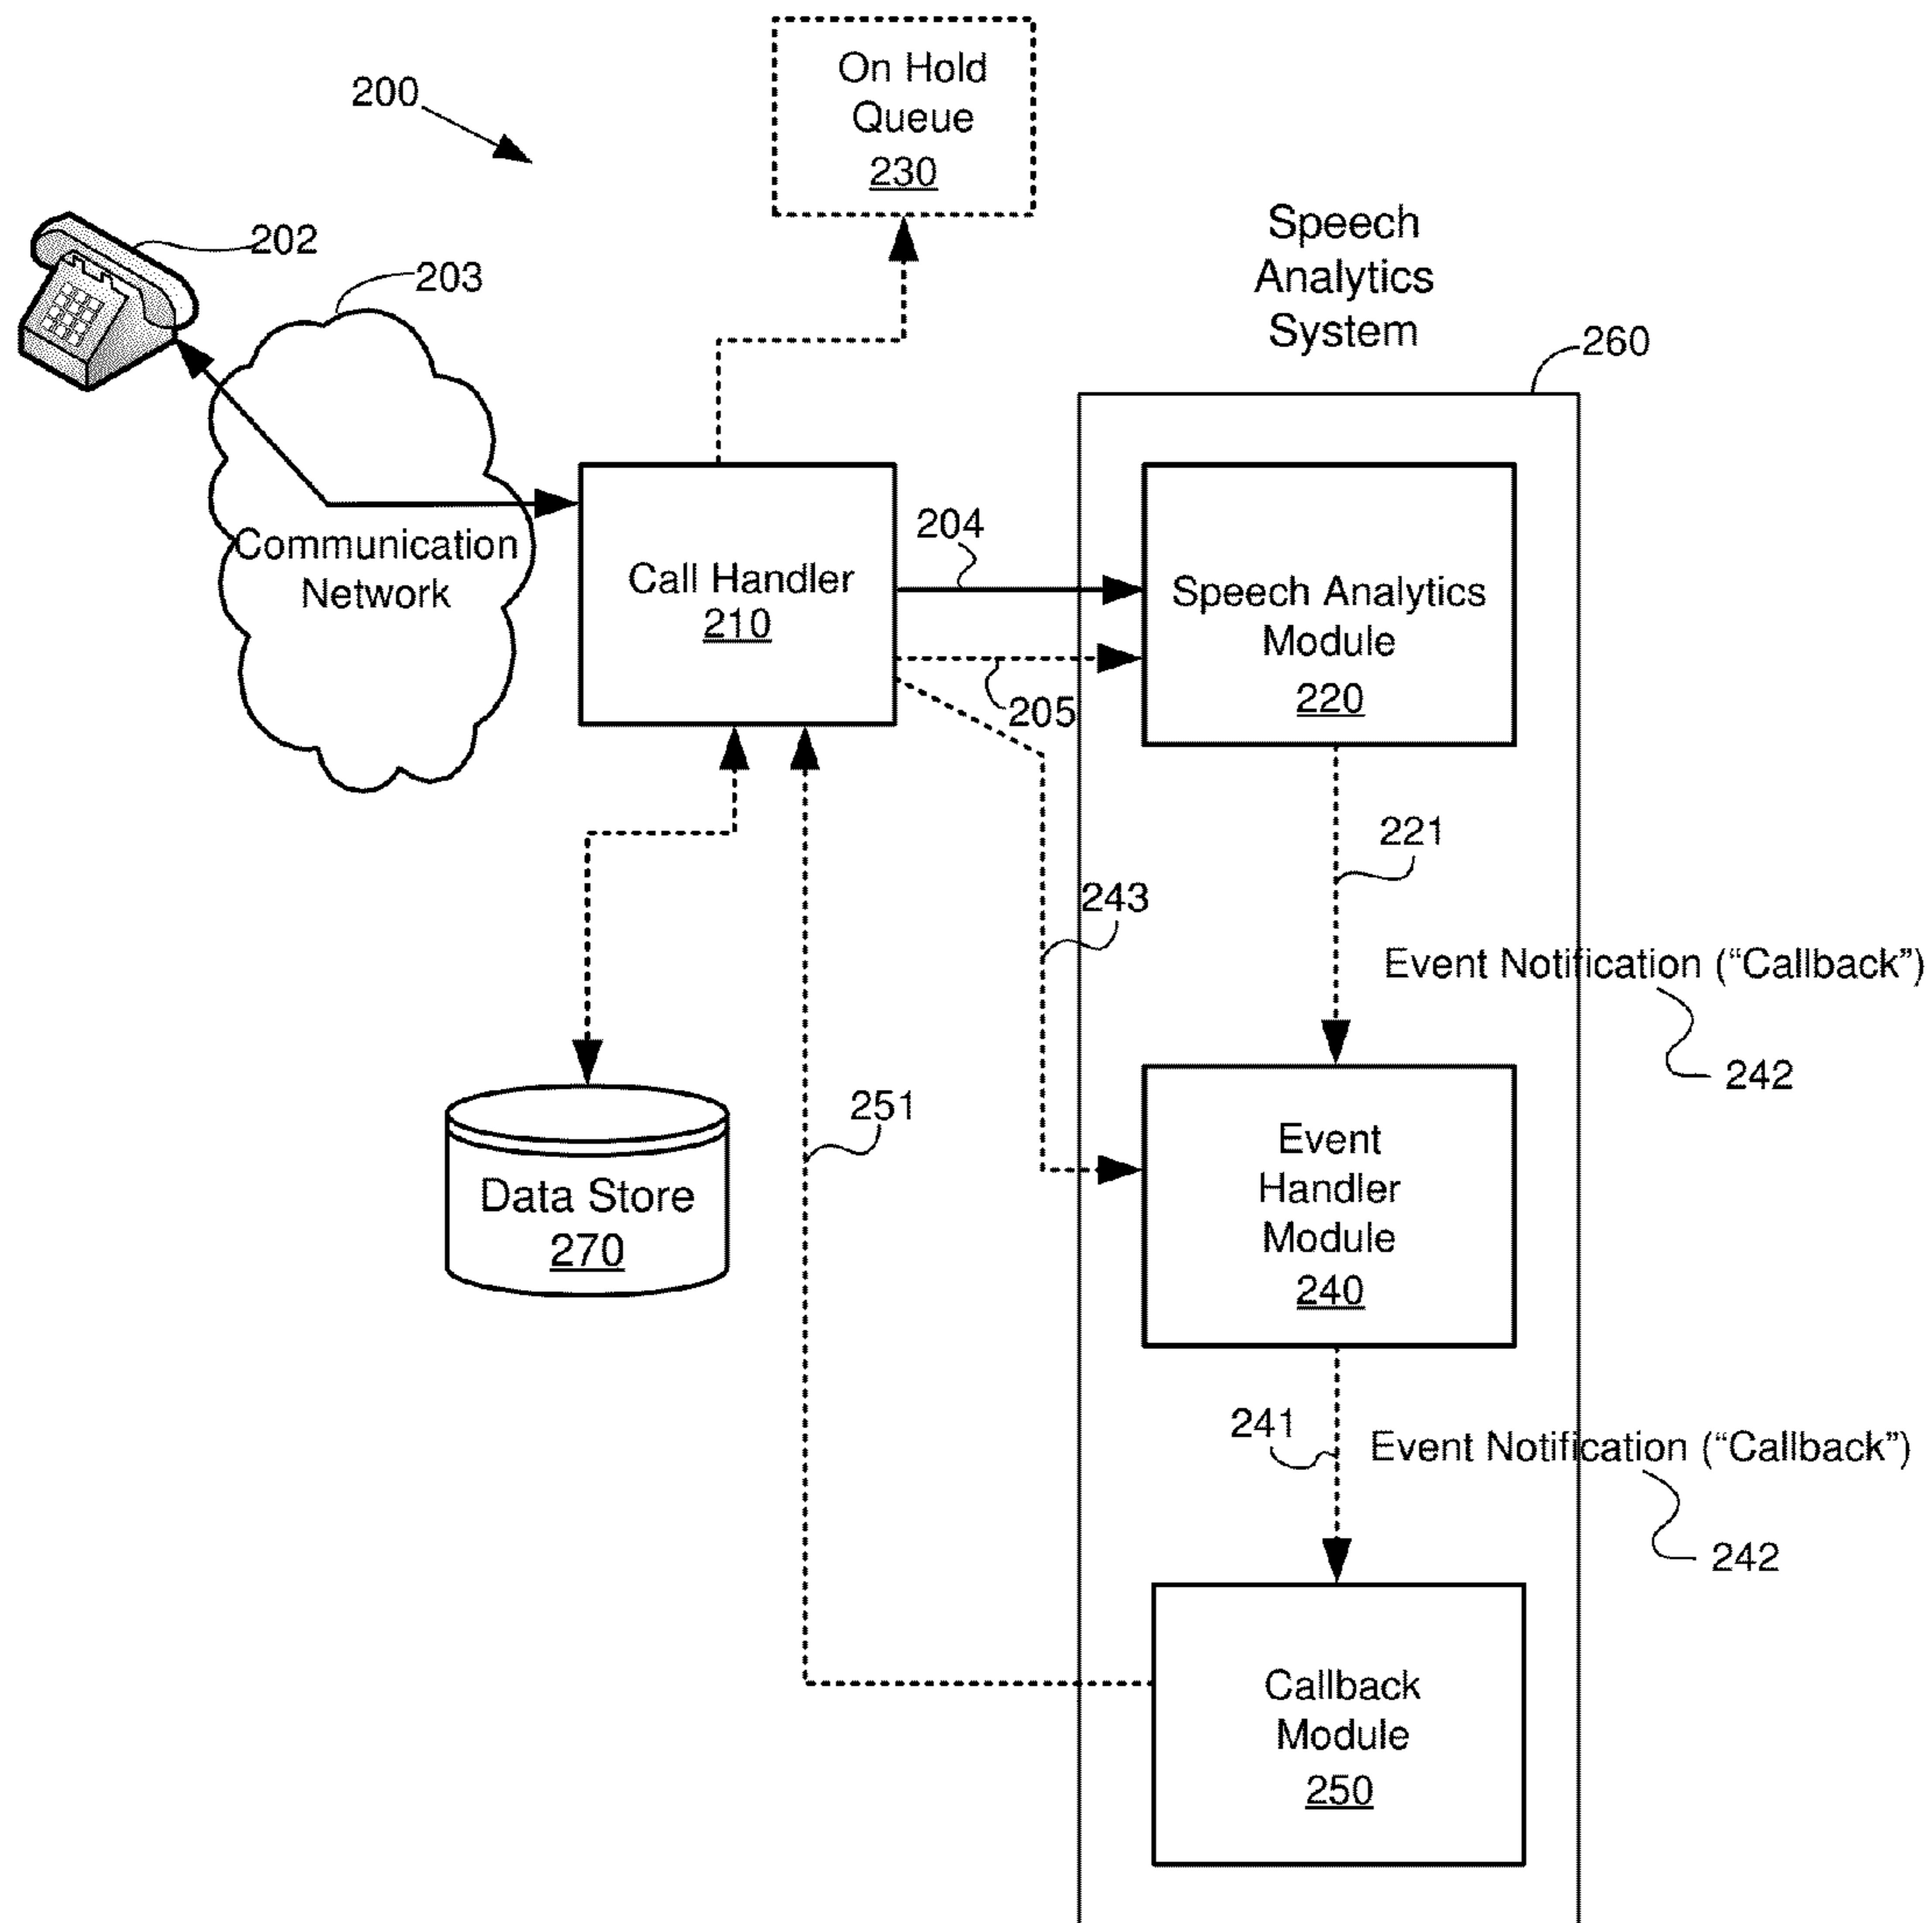 On Hold
Queue
230
200
202
203
Speech
Analytics
System
260
Communication
Network
Call Handler
210
204
205
Speech Analytics
Module
220
221
243
Event Notification (“Callback”)
242
251
Data Store
270
Event
Handler
Module
240
241
Event Notification (“Callback”)
242
Callback
Module
250